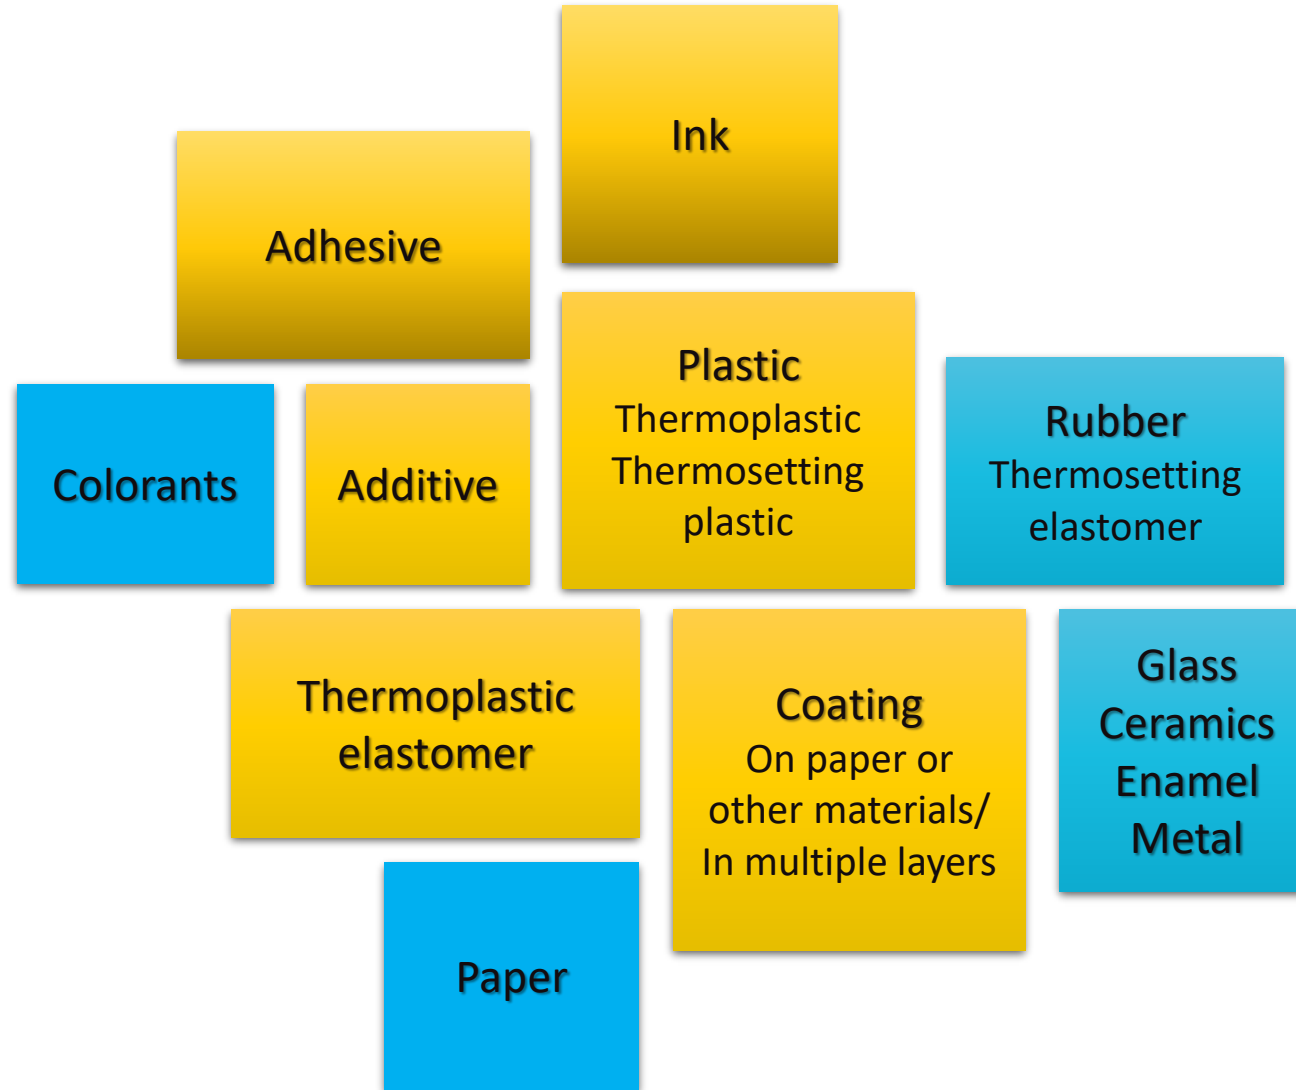 Ink
Adhesive
Plastic
Thermoplastic
Thermosetting
plastic
Rubber
Thermosetting
elastomer
Colorants
Additive
Thermoplastic
elastomer
Coating
On paper or
other materials/
In multiple layers
Glass
Ceramics
Enamel
Metal
Paper